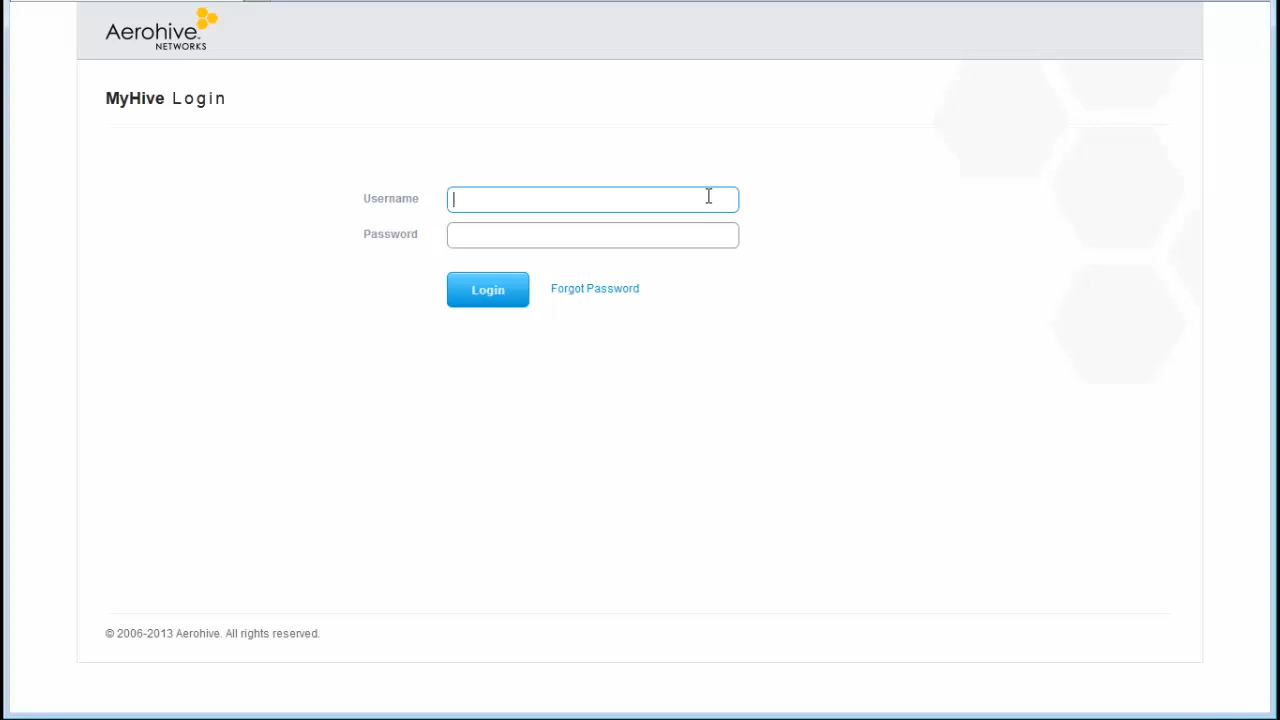 Aerohive
NETWORKS
MyHive Login
Username
Password
Login Forgot Password
© 2006-2013 Aerohive. All rights reserved.